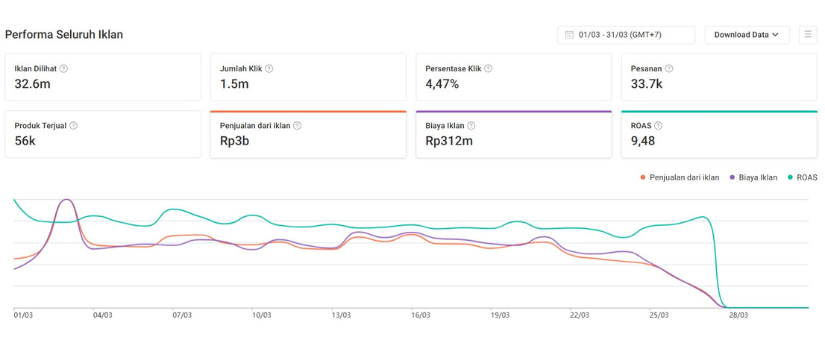 Performa Seluruh Iklan
01/03 - 31/03 (GMT+7)
Download Data
Iklan Dilihat
32.6m
Jumlah Klik
1.5m
Persentase Klik
4,47%
Pesanan
33.7k
Produk Terjual
56k
Penjualan dari iklan
Rp3b
Biaya Iklan
Rp312m
ROAS
9,48
Penjualan dari iklan Biaya Iklan ROAS
01/03 04/03 07/03 10/03 13/03 16/03 19/03 22/03 25/03 28/03